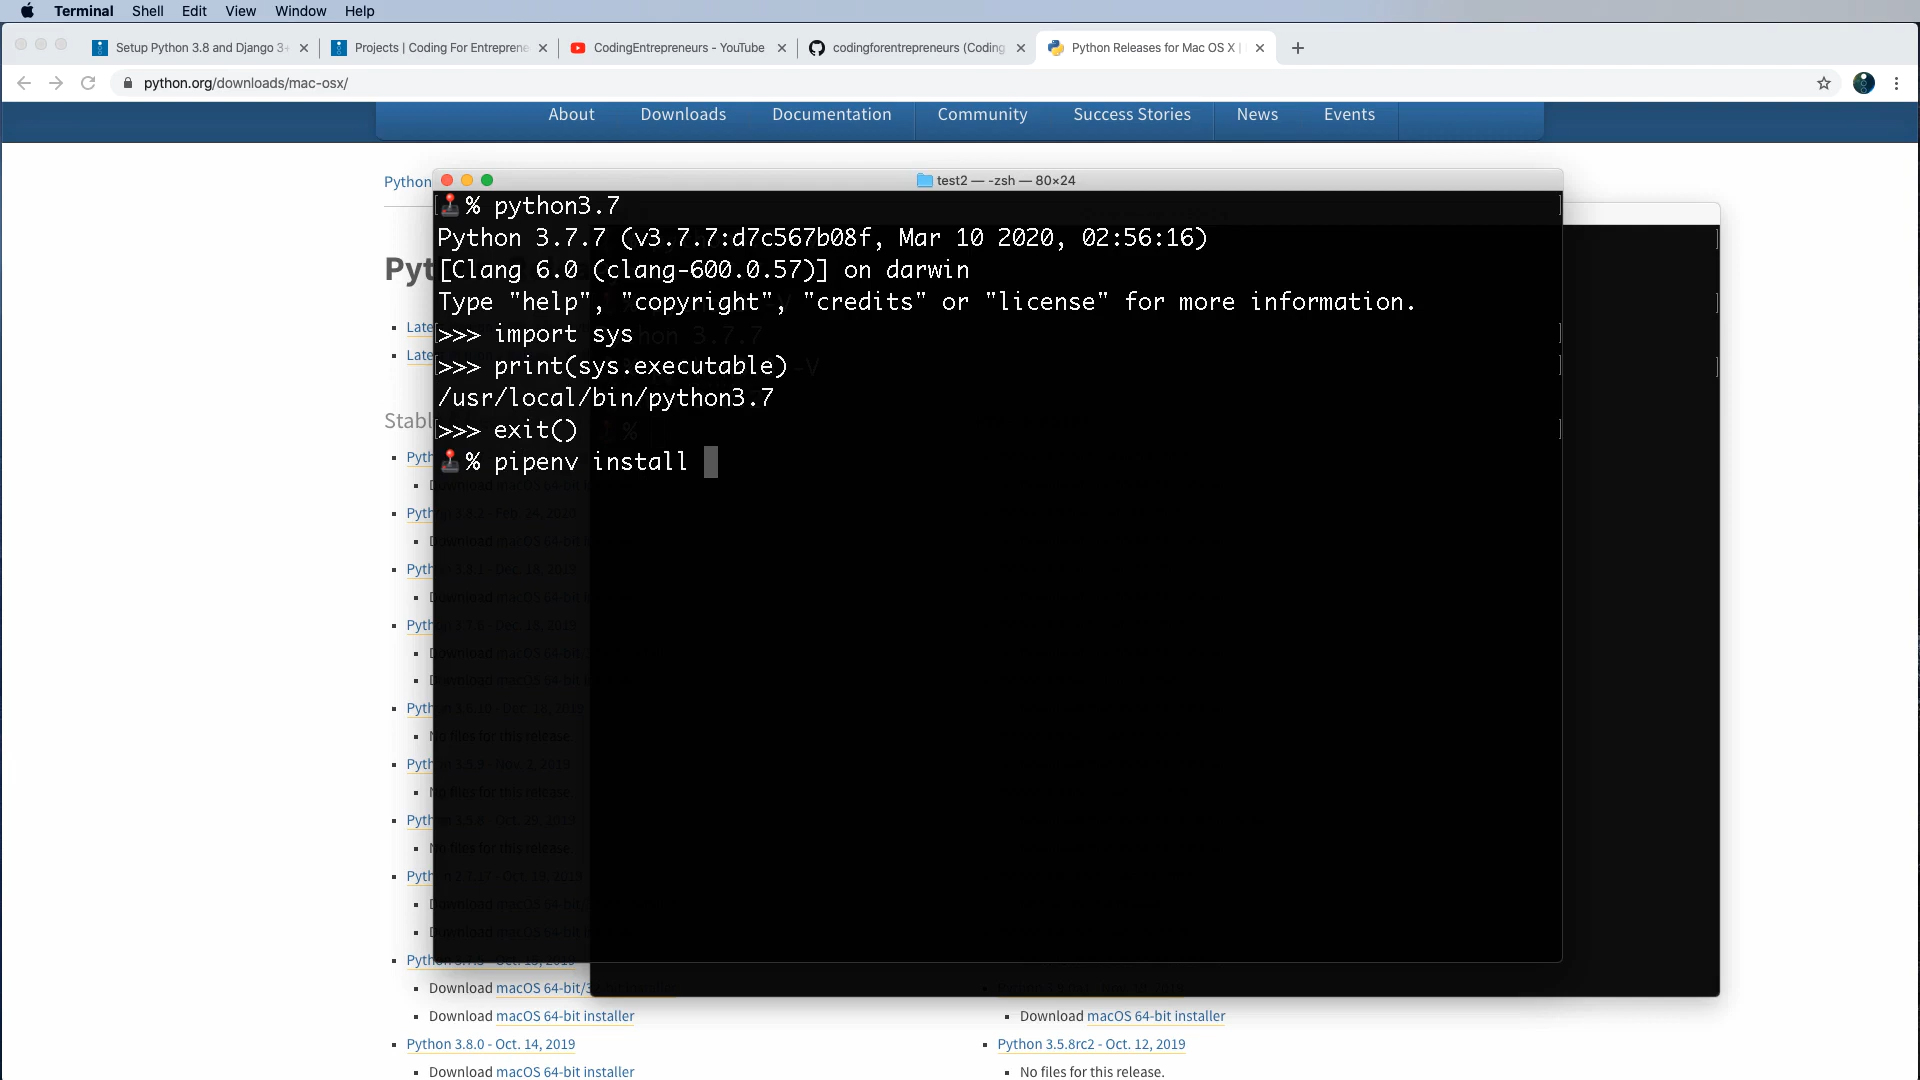 Terminal Shell Edit View Window Help
Setup Python 3.8 and Django 3
Projects | Coding For Entreprene
CodingEntrepreneurs - YouTube
codingforentrepreneurs (Coding
Python Releases for Mac OS X |
python.org/downloads/mac-osx/
About Downloads Documentation Community Success Stories News Events
Python
test2 — -zsh — 80×24
% python3.7
Python 3.7.7 (v3.7.7:d7c567b08f, Mar 10 2020, 02:56:16)
[Clang 6.0 (clang-600.0.57)] on darwin
Type "help", "copyright", "credits" or "license" for more information.
>>> import sys
>>> print(sys.executable)
/usr/local/bin/python3.7
>>> exit()
% pipenv install
Download macOS 64-bit/3
Download macOS 64-bit installer
Python 3.8.0 - Oct. 14, 2019
Download macOS 64-bit installer
Download macOS 64-bit installer
Python 3.5.8rc2 - Oct. 12, 2019
No files for this release.